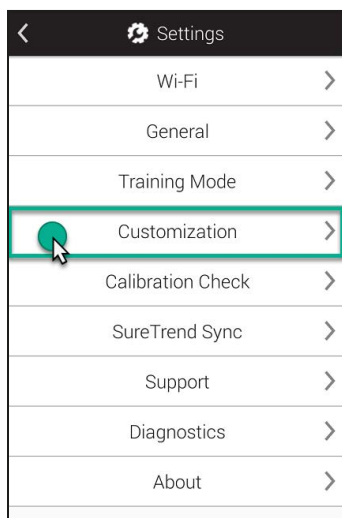 Settings
Wi-Fi
General
Training Mode
Customization
Calibration Check
SureTrend Sync
Support
Diagnostics
About